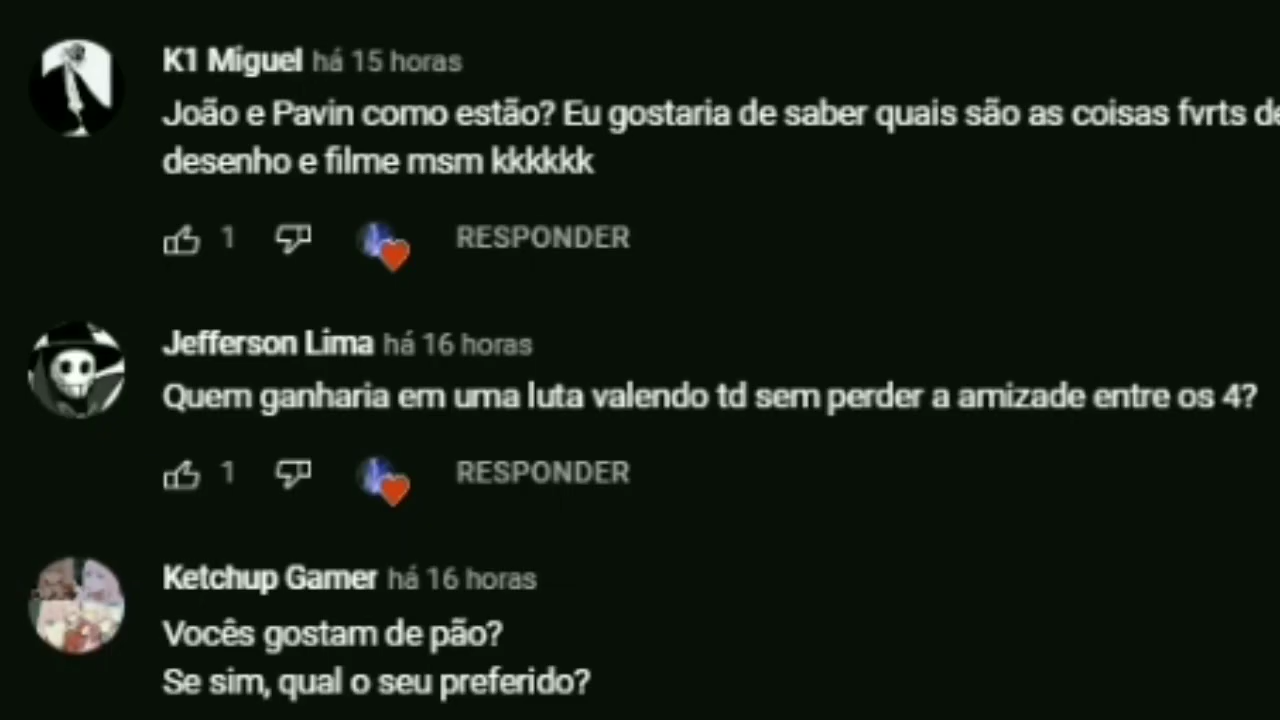 K1 Miguel há 15 horas
João e Pavin como estão? Eu gostaria de saber quais são as coisas fvrts de
desenho e filme msm kkkkkk
1 RESPONDER
Jefferson Lima há 16 horas
Quem ganharia em uma luta valendo td sem perder a amizade entre os 4?
1 RESPONDER
Ketchup Gamer há 16 horas
Vocês gostam de pão?
Se sim, qual o seu preferido?